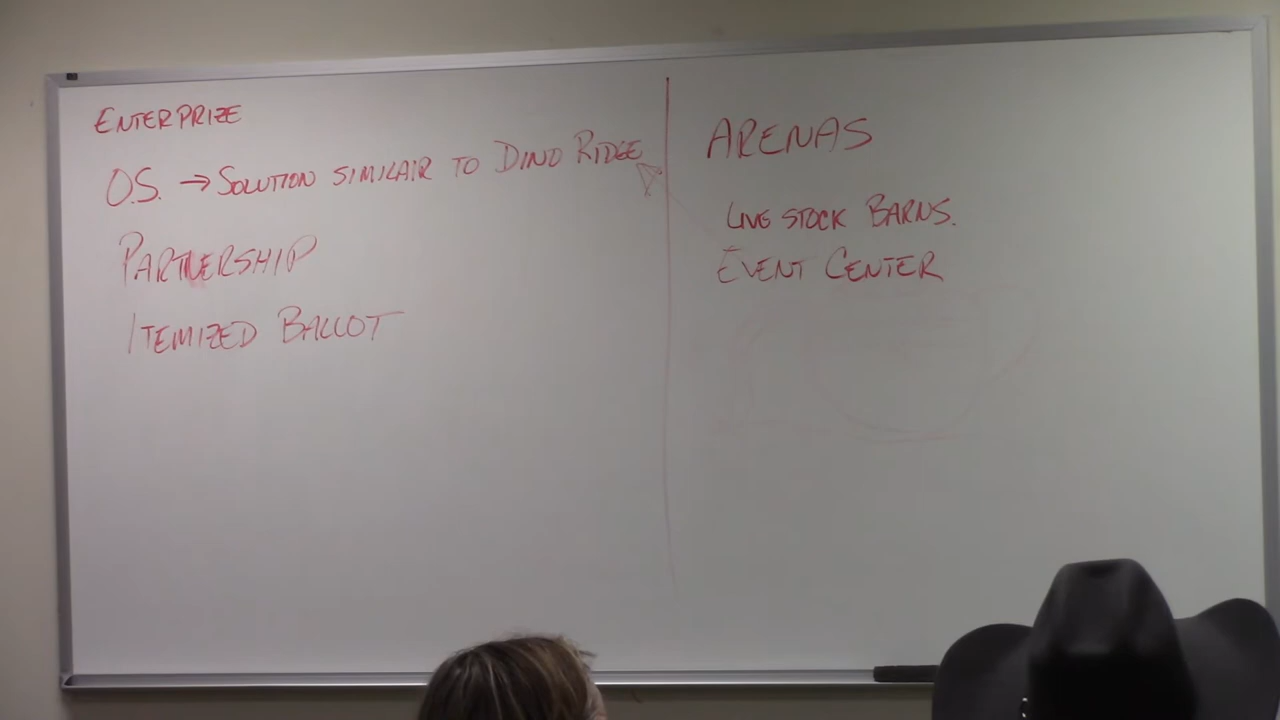 ENTERPRIZE
O.S. → SOLUTION SIMILAIR TO DINO RIDGE
PARTNERSHIP
ITEMIZED BALLOT
ARENAS
LIVE STOCK BARNS.
EVENT CENTER